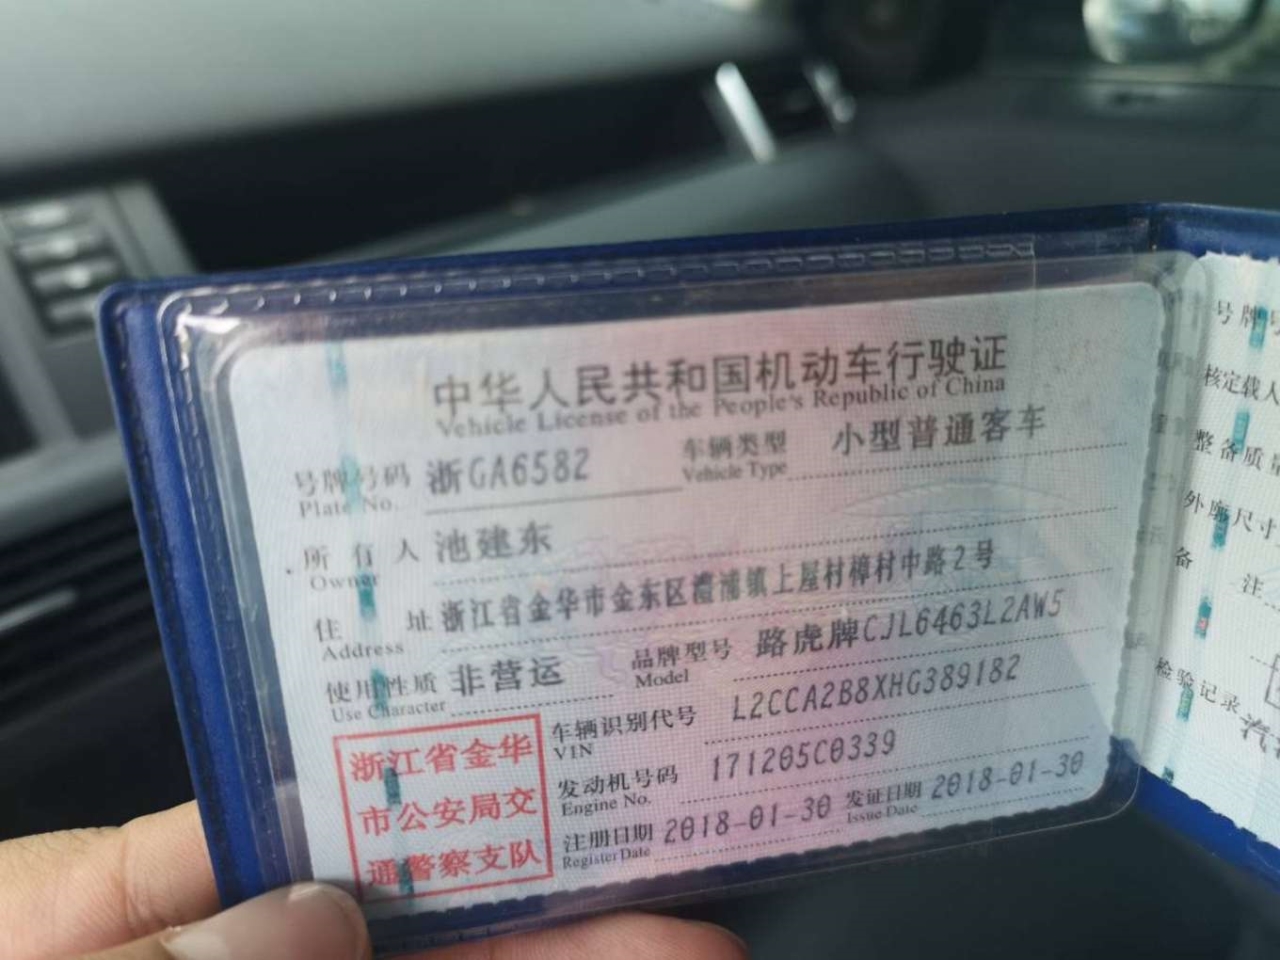 中华人民共和国机动车行驶证
Vehicle License of the People's Republic of China
号牌号码 浙GA6582 车辆类型 小型普通客车
Plate No. Vehicle Type
所有人 池建东
Owner
住址 浙江省金华市金东区澧浦镇上屋村樟村中路2号
Address
使用性质 非营运 品牌型号 路虎牌CJL6463L2AW5
Use Character Model
车辆识别代号 L2CCA2B8XHG389182
VIN
发动机号码 171205C0339
Engine No.
注册日期 2018-01-30 发证日期 2018-01-30
Register Date Issue Date
浙江省金华
市公安局交
通警察支队
号牌号
核定载人
整备质量
外廓尺寸
备 注
检验记录